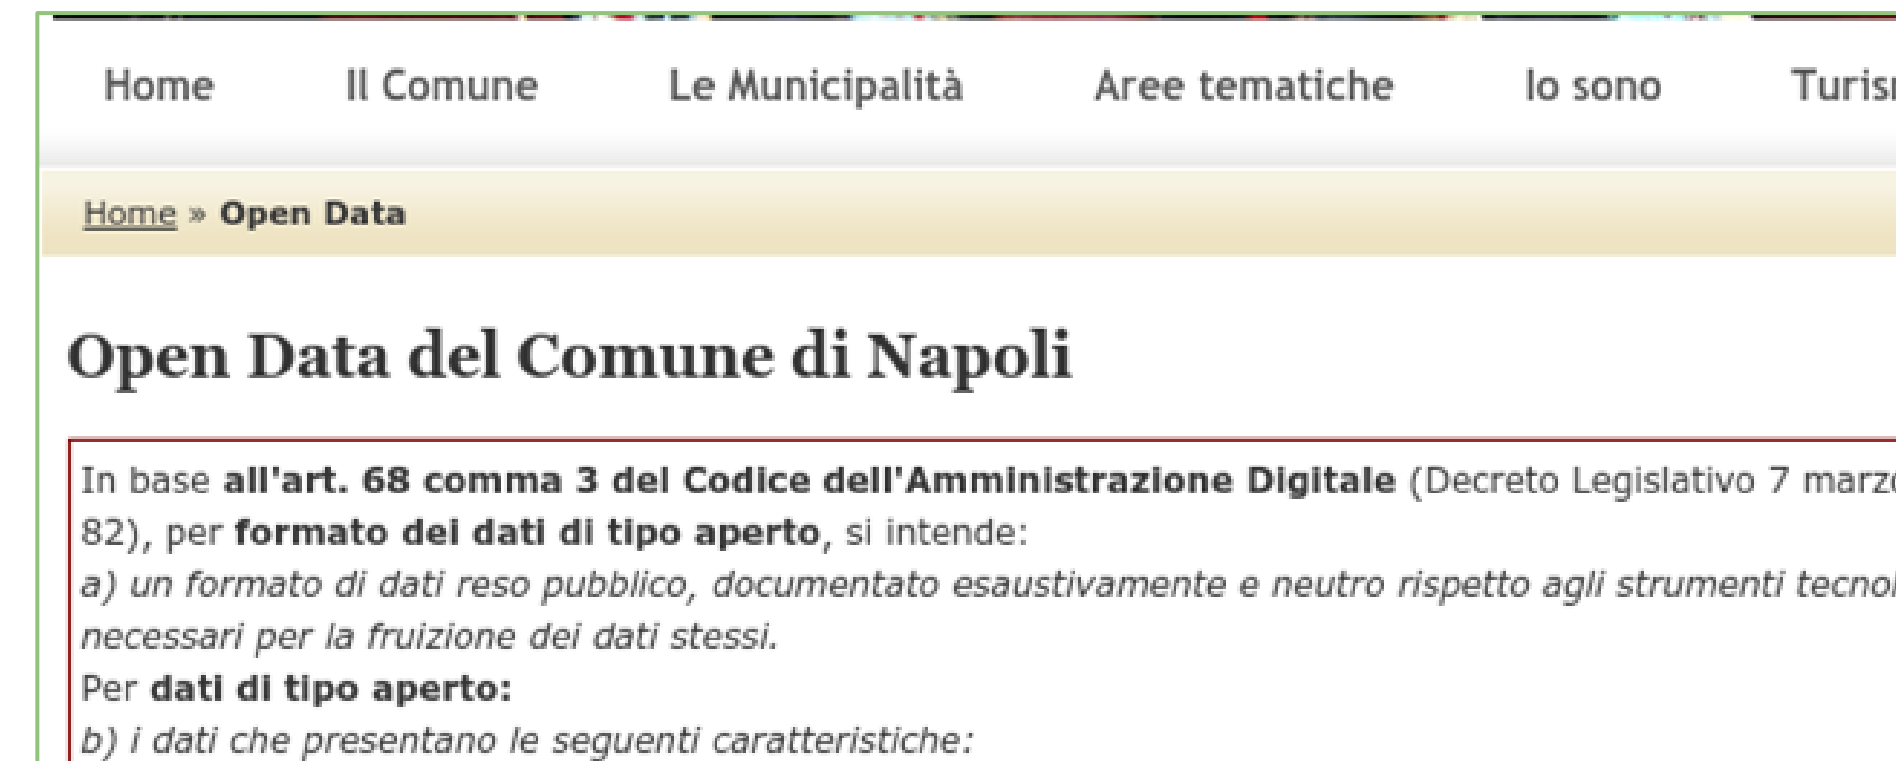 Home Il Comune Le Municipalità Aree tematiche Io sono
Home » Open Data
Open Data del Comune di Napoli
In base all'art. 68 comma 3 del Codice dell'Amministrazione Digitale (Decreto Legislativo 7 marzo
82), per formato dei dati di tipo aperto, si intende:
a) un formato di dati reso pubblico, documentato esaustivamente e neutro rispetto agli strumenti
necessari per la fruizione dei dati stessi.
Per dati di tipo aperto:
b) i dati che presentano le seguenti caratteristiche: